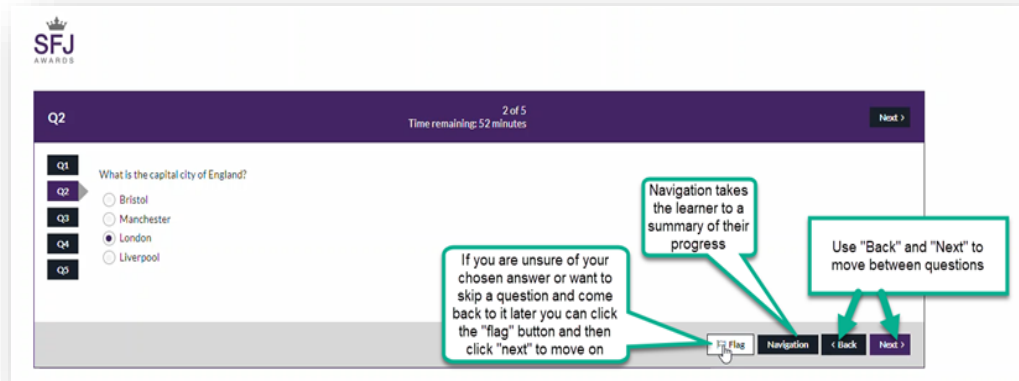 SFJ
AWARDS
Q2
2 of 5
Time remaining: 52 minutes
Next >
Q1
Q2
Q3
Q4
Q5
What is the capital city of England?
Bristol
Manchester
London
Liverpool
If you are unsure of your
chosen answer or want to
skip a question and come
back to it later you can click
the "flag" button and then
click "next" to move on
Navigation takes
the learner to a
summary of their
progress
Use "Back" and "Next" to
move between questions
Flag
Navigation
< Back
Next >